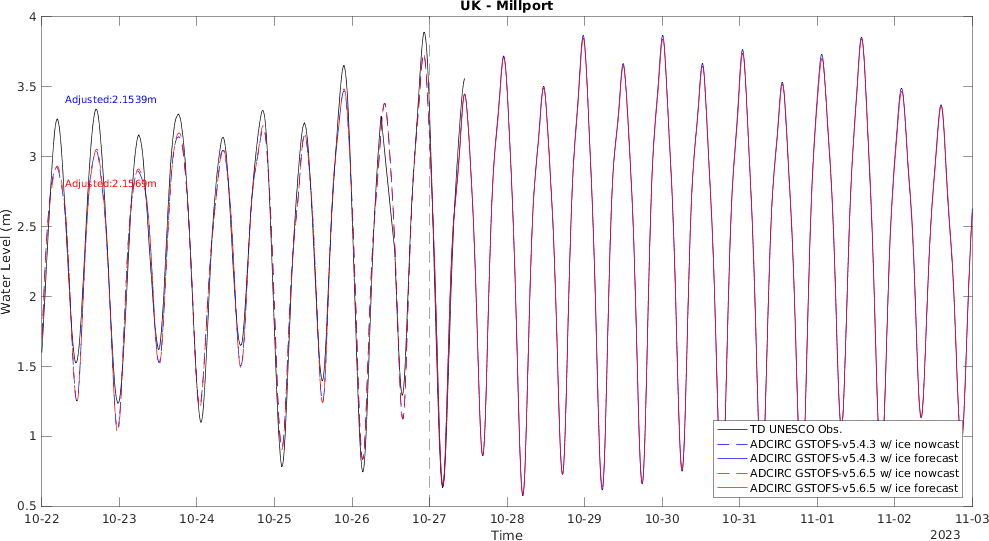 UK - Millport
4
3.5
3
2.5
2
1.5
1
0.5
Water Level (m)
Adjusted:2.1539m
Adjusted:2.1569m
TD UNESCO Obs.
ADCIRC GSTOFS-v5.4.3 w/ ice nowcast
ADCIRC GSTOFS-v5.4.3 w/ ice forecast
ADCIRC GSTOFS-v5.6.5 w/ ice nowcast
ADCIRC GSTOFS-v5.6.5 w/ ice forecast
10-22 10-23 10-24 10-25 10-26 10-27 10-28 10-29 10-30 10-31 11-01 11-02 11-03
Time
2023